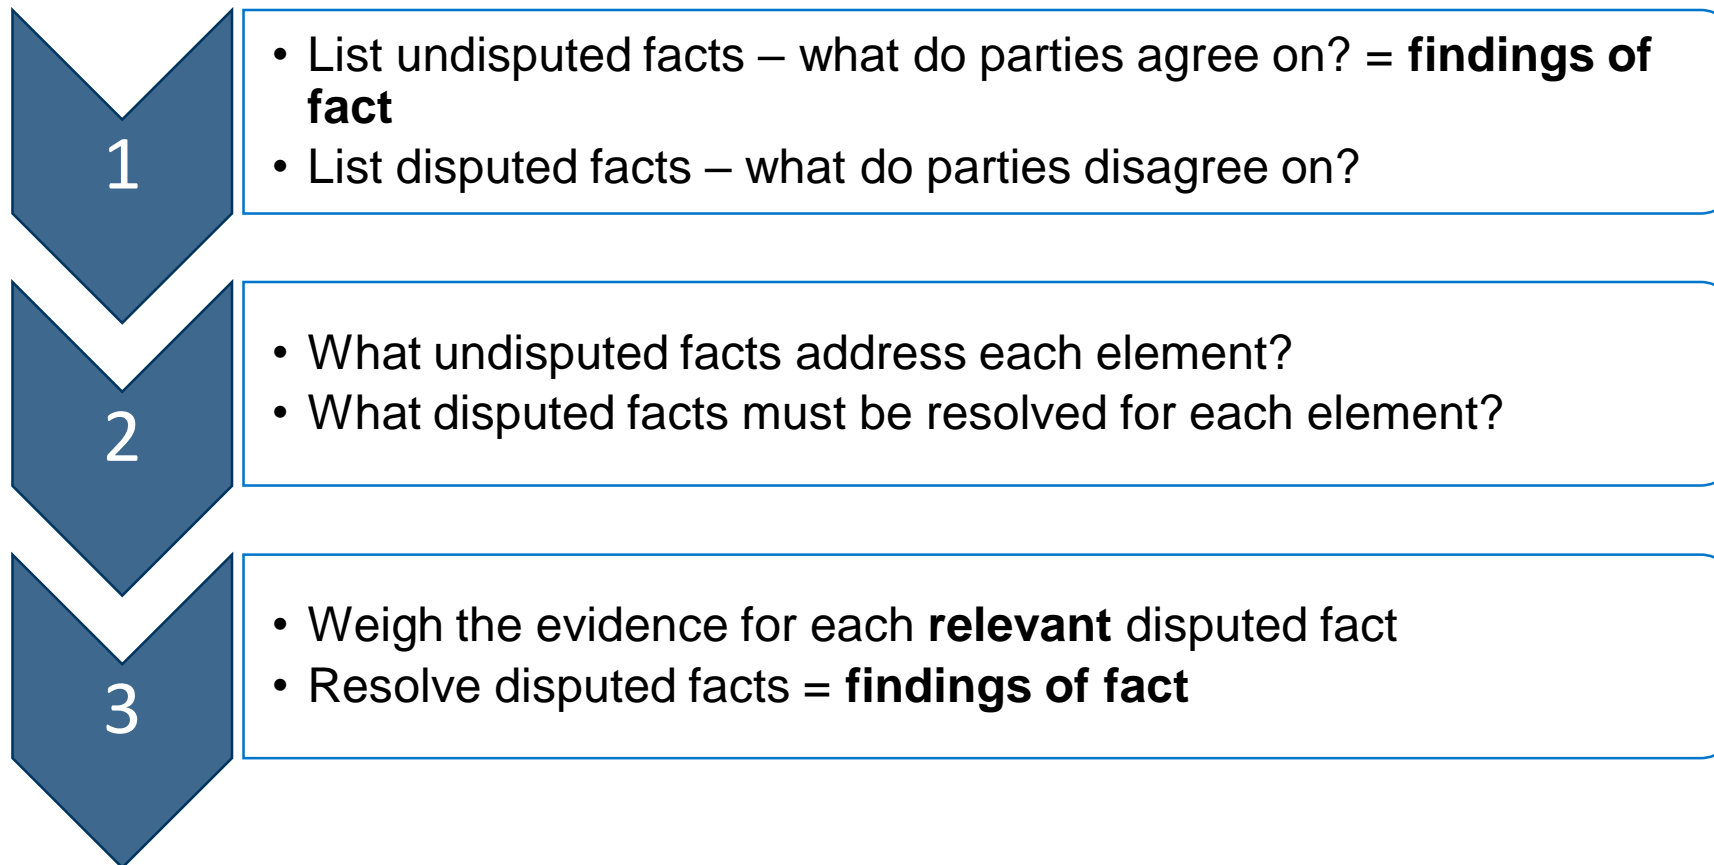 1
• List undisputed facts – what do parties agree on? = findings of
fact
• List disputed facts – what do parties disagree on?
2
• What undisputed facts address each element?
• What disputed facts must be resolved for each element?
3
• Weigh the evidence for each relevant disputed fact
• Resolve disputed facts = findings of fact